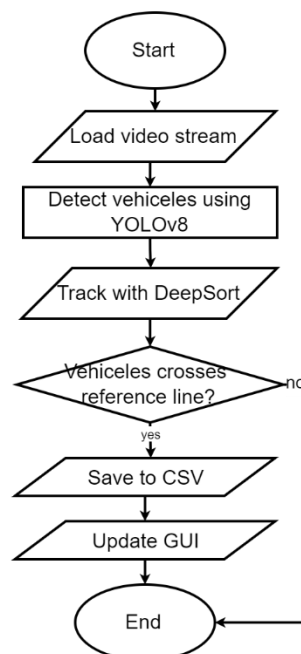 Start
Load video stream
Detect vehiceles using
YOLOv8
Track with DeepSort
Vehiceles crosses
reference line?
no
yes
Save to CSV
Update GUI
End